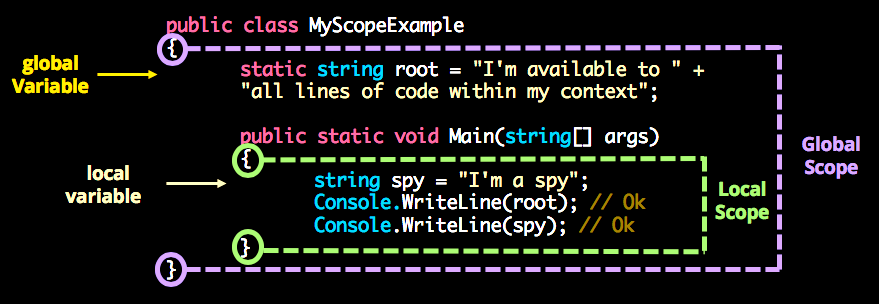 public class MyScopeExample
{
global
Variable
static string root = "I'm available to " +
"all lines of code within my context";
public static void Main(string[] args)
{
local
variable
string spy = "I'm a spy";
Console.WriteLine(root); // Ok
Console.WriteLine(spy); // Ok
}
Local
Scope
Global
Scope
}